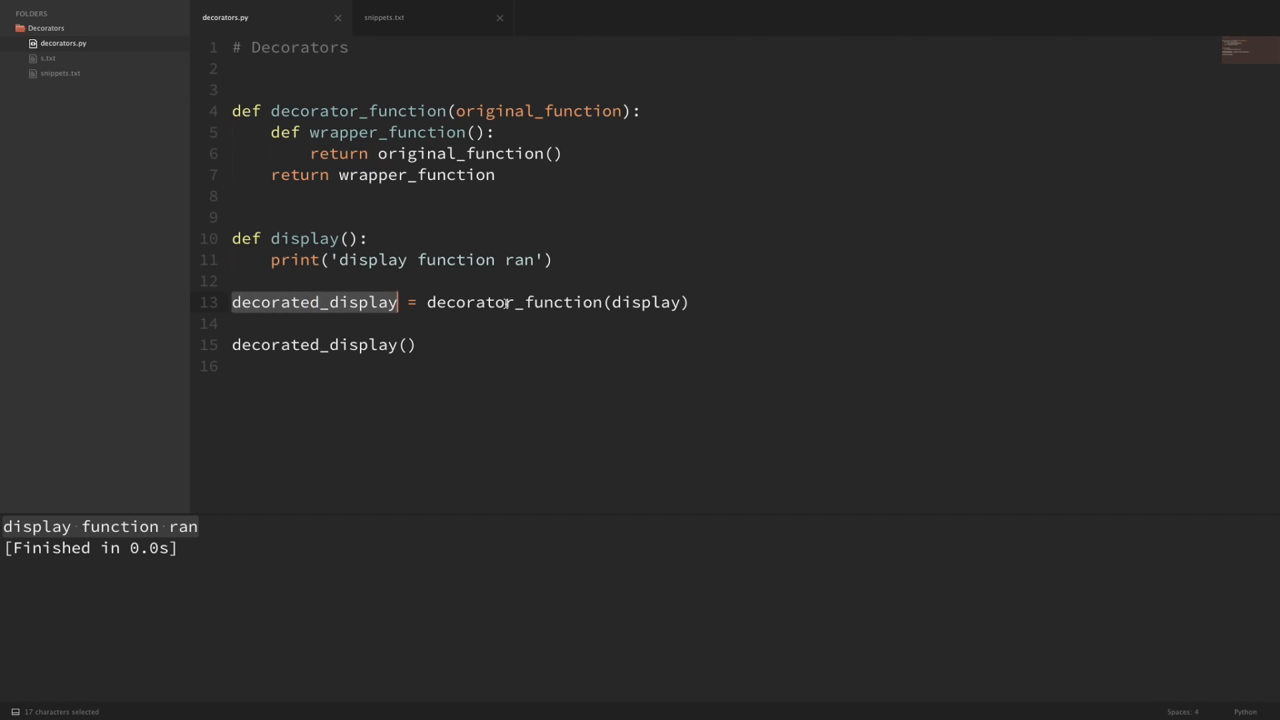 FOLDERS
Decorators
decorators.py
s.txt
snippets.txt
decorators.py
snippets.txt
1 # Decorators
2
3
4 def decorator_function(original_function):
5 def wrapper_function():
6 return original_function()
7 return wrapper_function
8
9
10 def display():
11 print('display function ran')
12
13 decorated_display = decorator_function(display)
14
15 decorated_display()
16
display function ran
[Finished in 0.0s]
17 characters selected
Spaces: 4
Python